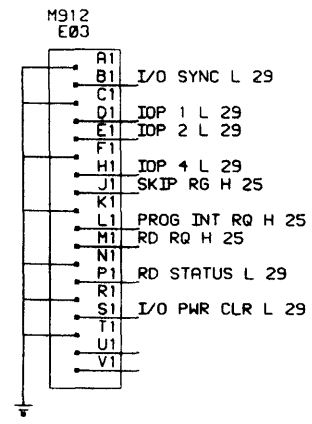 M912
E03
A1
B1 I/O SYNC L 29
C1
D1 IOP 1 L 29
E1 IOP 2 L 29
F1
H1 IOP 4 L 29
J1 SKIP RG H 25
K1
L1 PROG INT RQ H 25
M1 RD RQ H 25
N1
P1 RD STATUS L 29
R1
S1 I/O PWR CLR L 29
T1
U1
V1